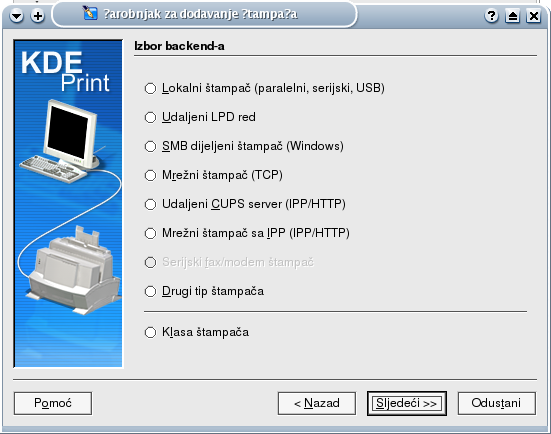 ?arobnjak za dodavanje ?tampa?a
Izbor backend-a
KDE
Print
Lokalni štampač (paralelni, serijski, USB)
Udaljeni LPD red
SMB dijeljeni štampač (Windows)
Mrežni štampač (TCP)
Udaljeni CUPS server (IPP/HTTP)
Mrežni štampač sa IPP (IPP/HTTP)
Serijski fax/modem štampač
Drugi tip štampača
Klasa štampača
Pomoć
< Nazad
Sljedeći >>
Odustani